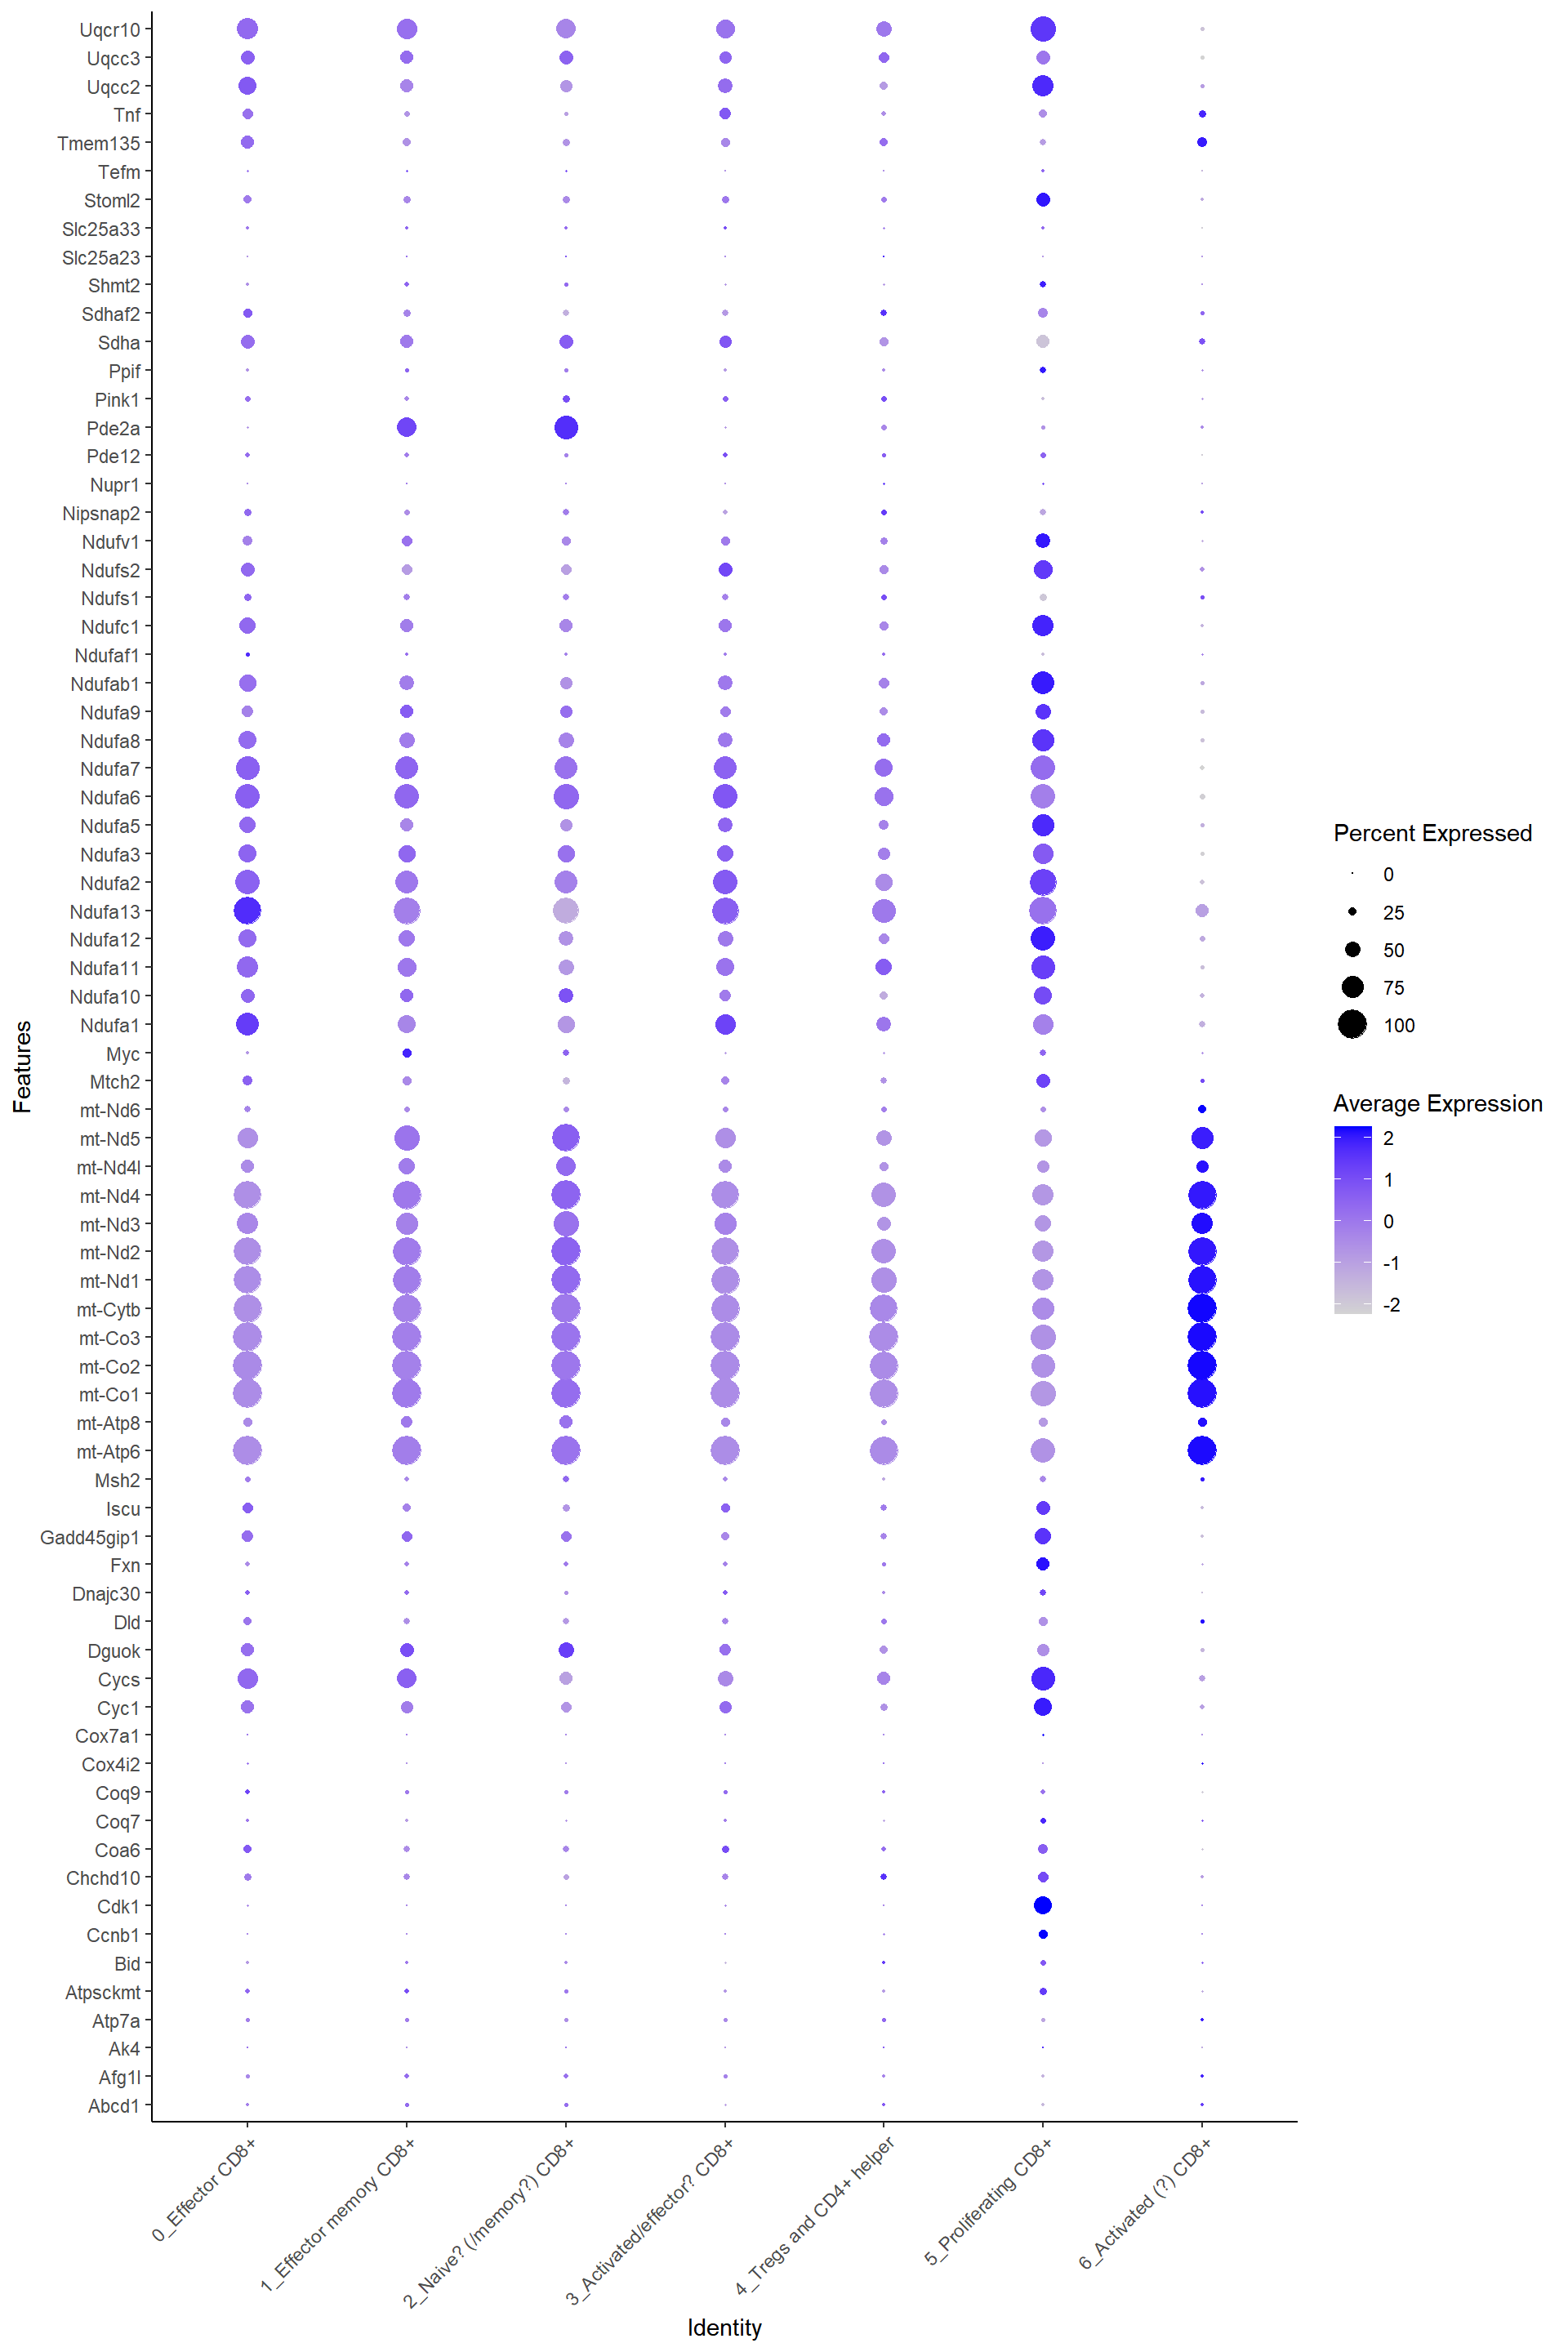 Uqcr10
Uqcc3
Uqcc2
Tnf
Tmem135
Tefm
Stoml2
Slc25a33
Slc25a23
Shmt2
Sdhaf2
Sdha
Ppif
Pink1
Pde2a
Pde12
Nupr1
Nipsnap2
Ndufv1
Ndufs2
Ndufs1
Ndufc1
Ndufaf1
Ndufab1
Ndufa9
Ndufa8
Ndufa7
Ndufa6
Ndufa5
Ndufa3
Ndufa2
Ndufa13
Ndufa12
Ndufa11
Ndufa10
Ndufa1
Myc
Mtch2
mt-Nd6
mt-Nd5
mt-Nd4l
mt-Nd4
mt-Nd3
mt-Nd2
mt-Nd1
mt-Cytb
mt-Co3
mt-Co2
mt-Co1
mt-Atp8
mt-Atp6
Msh2
Iscu
Gadd45gip1
Fxn
Dnajc30
Dld
Dguok
Cycs
Cyc1
Cox7a1
Cox4i2
Coq9
Coq7
Coa6
Chchd10
Cdk1
Ccnb1
Bid
Atpsckmt
Atp7a
Ak4
Afg1l
Abcd1
Features
0_Effector CD8+
1_Effector memory CD8+
2_Naive? (/memory?) CD8+
3_Activated/effector? CD8+
4_Tregs and CD4+ helper
5_Proliferating CD8+
6_Activated (?) CD8+
Identity
Percent Expressed
0
25
50
75
100
Average Expression
2
1
0
-1
-2